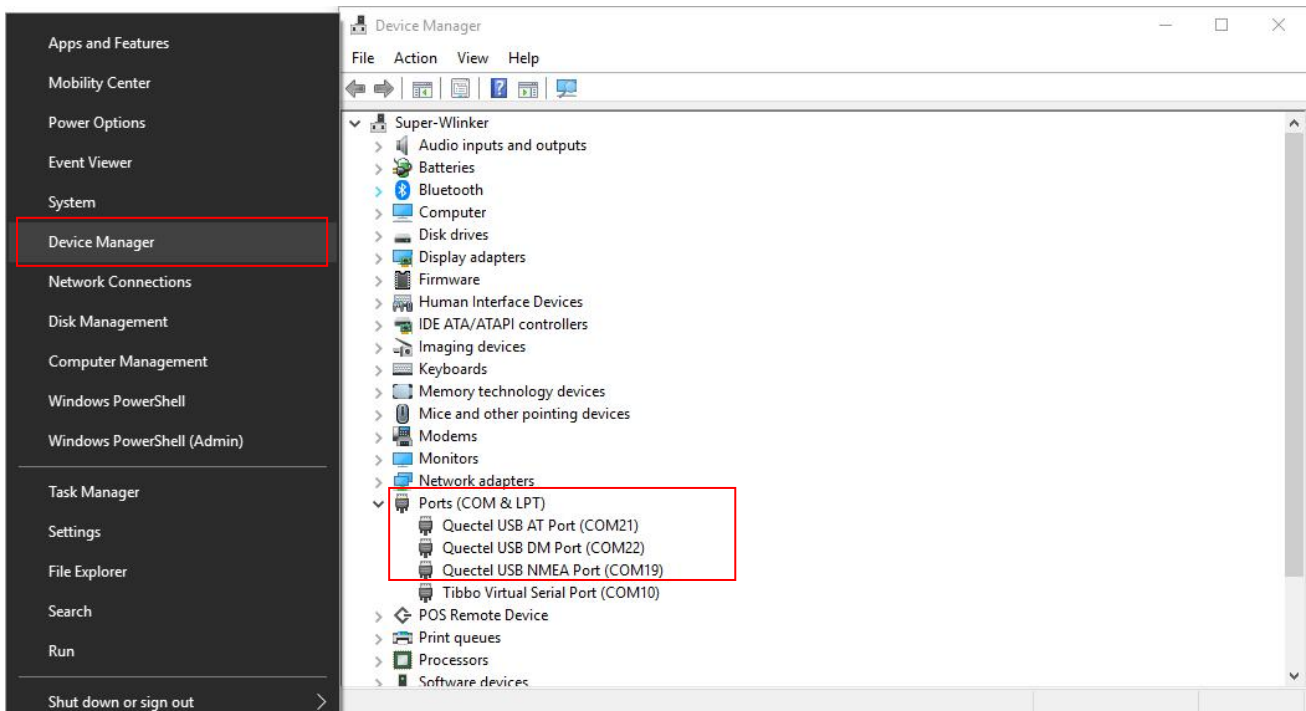 Apps and Features
Mobility Center
Power Options
Event Viewer
System
Device Manager
Network Connections
Disk Management
Computer Management
Windows PowerShell
Windows PowerShell (Admin)
Task Manager
Settings
File Explorer
Search
Run
Shut down or sign out
Device Manager
File Action View Help
Super-Wlinker
Audio inputs and outputs
Batteries
Bluetooth
Computer
Disk drives
Display adapters
Firmware
Human Interface Devices
IDE ATA/ATAPI controllers
Imaging devices
Keyboards
Memory technology devices
Mice and other pointing devices
Modems
Monitors
Network adapters
Ports (COM & LPT)
Quectel USB AT Port (COM21)
Quectel USB DM Port (COM22)
Quectel USB NMEA Port (COM19)
Tibbo Virtual Serial Port (COM10)
POS Remote Device
Print queues
Processors
Software devices